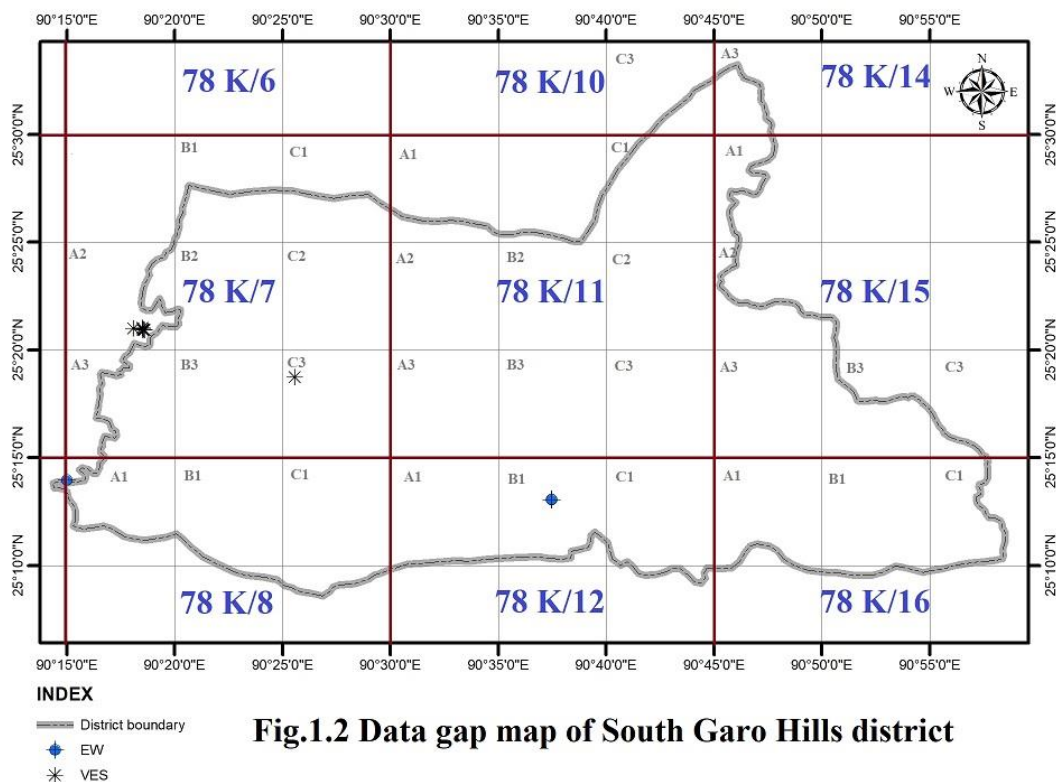 90°15'0"E 90°20'0"E 90°25'0"E 90°30'0"E 90°35'0"E 90°40'0"E 90°45'0"E 90°50'0"E 90°55'0"E
C3 A3
78 K/6 78 K/10 78 K/14
N
W E
S
25°30'0"N 25°30'0"N
B1 C1 A1 C1 A1
25°25'0"N 25°25'0"N
A2 B2 C2 A2 B2 C2 A2
78 K/7 78 K/11 78 K/15
25°20'0"N 25°20'0"N
A3 B3 C3 A3 B3 C3 A3 B3 C3
25°15'0"N 25°15'0"N
A1 B1 C1 A1 B1 C1 A1 B1 C1
25°10'0"N 25°10'0"N
78 K/8 78 K/12 78 K/16
90°15'0"E 90°20'0"E 90°25'0"E 90°30'0"E 90°35'0"E 90°40'0"E 90°45'0"E 90°50'0"E 90°55'0"E
INDEX
District boundary
EW
VES
Fig.1.2 Data gap map of South Garo Hills district